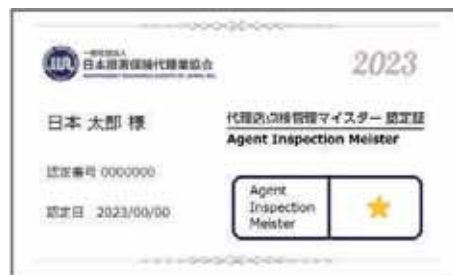 一般社団法人
日本損害保険代理業協会
2023
日本 太郎 様
代理店点検管理マイスター 認定証
Agent Inspection Meister
認定番号 0000000
認定日 2023/00/00
Agent
Inspection
Meister